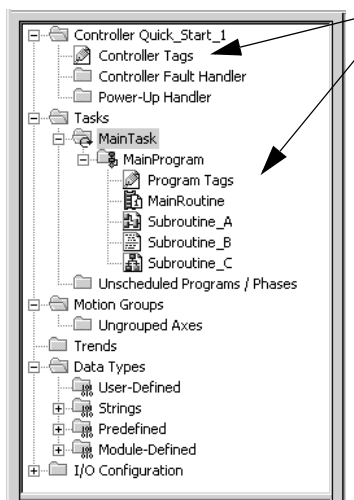 Controller Quick_Start_1
Controller Tags
Controller Fault Handler
Power-Up Handler
Tasks
MainTask
MainProgram
Program Tags
MainRoutine
Subroutine_A
Subroutine_B
Subroutine_C
Unscheduled Programs / Phases
Motion Groups
Ungrouped Axes
Trends
Data Types
User-Defined
Strings
Predefined
Module-Defined
I/O Configuration